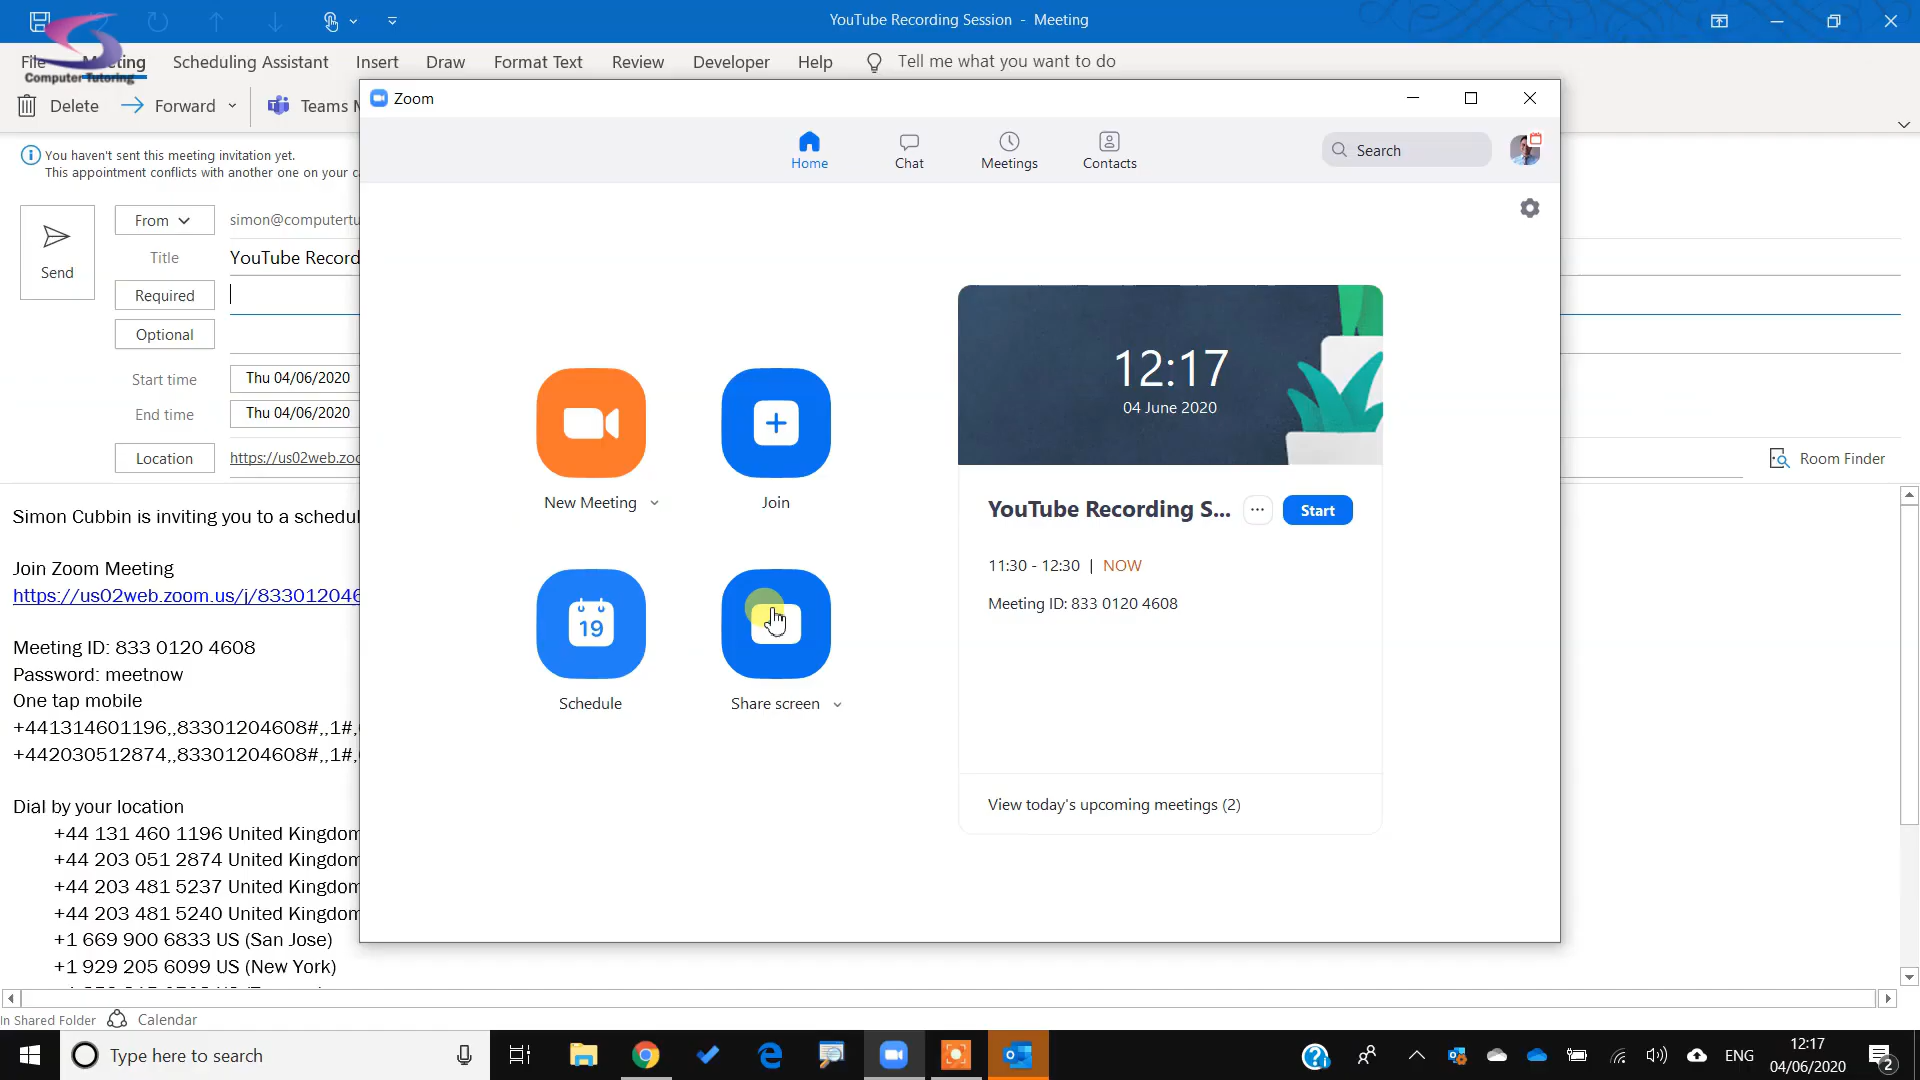 YouTube Recording Session - Meeting
File Meeting Scheduling Assistant Insert Draw Format Text Review Developer Help Tell me what you want to do
Computer Tutoring
Delete Forward Teams M
Zoom
Home Chat Meetings Contacts
Search
You haven't sent this meeting invitation yet.
This appointment conflicts with another one on your ca
Send
From simon@computertu
Title YouTube Record
Required
Optional
Start time Thu 04/06/2020
End time Thu 04/06/2020
Location https://us02web.zoo
Room Finder
Simon Cubbin is inviting you to a schedul
Join Zoom Meeting
https://us02web.zoom.us/j/833012046
Meeting ID: 833 0120 4608
Password: meetnow
One tap mobile
+441314601196,,83301204608#,,1#,
+442030512874,,83301204608#,,1#,
Dial by your location
+44 131 460 1196 United Kingdom
+44 203 051 2874 United Kingdom
+44 203 481 5237 United Kingdom
+44 203 481 5240 United Kingdom
+1 669 900 6833 US (San Jose)
+1 929 205 6099 US (New York)
New Meeting
Join
19
Schedule
Share screen
12:17
04 June 2020
YouTube Recording S... Start
11:30 - 12:30 | NOW
Meeting ID: 833 0120 4608
View today's upcoming meetings (2)
In Shared Folder Calendar
Type here to search
ENG
12:17
04/06/2020
2